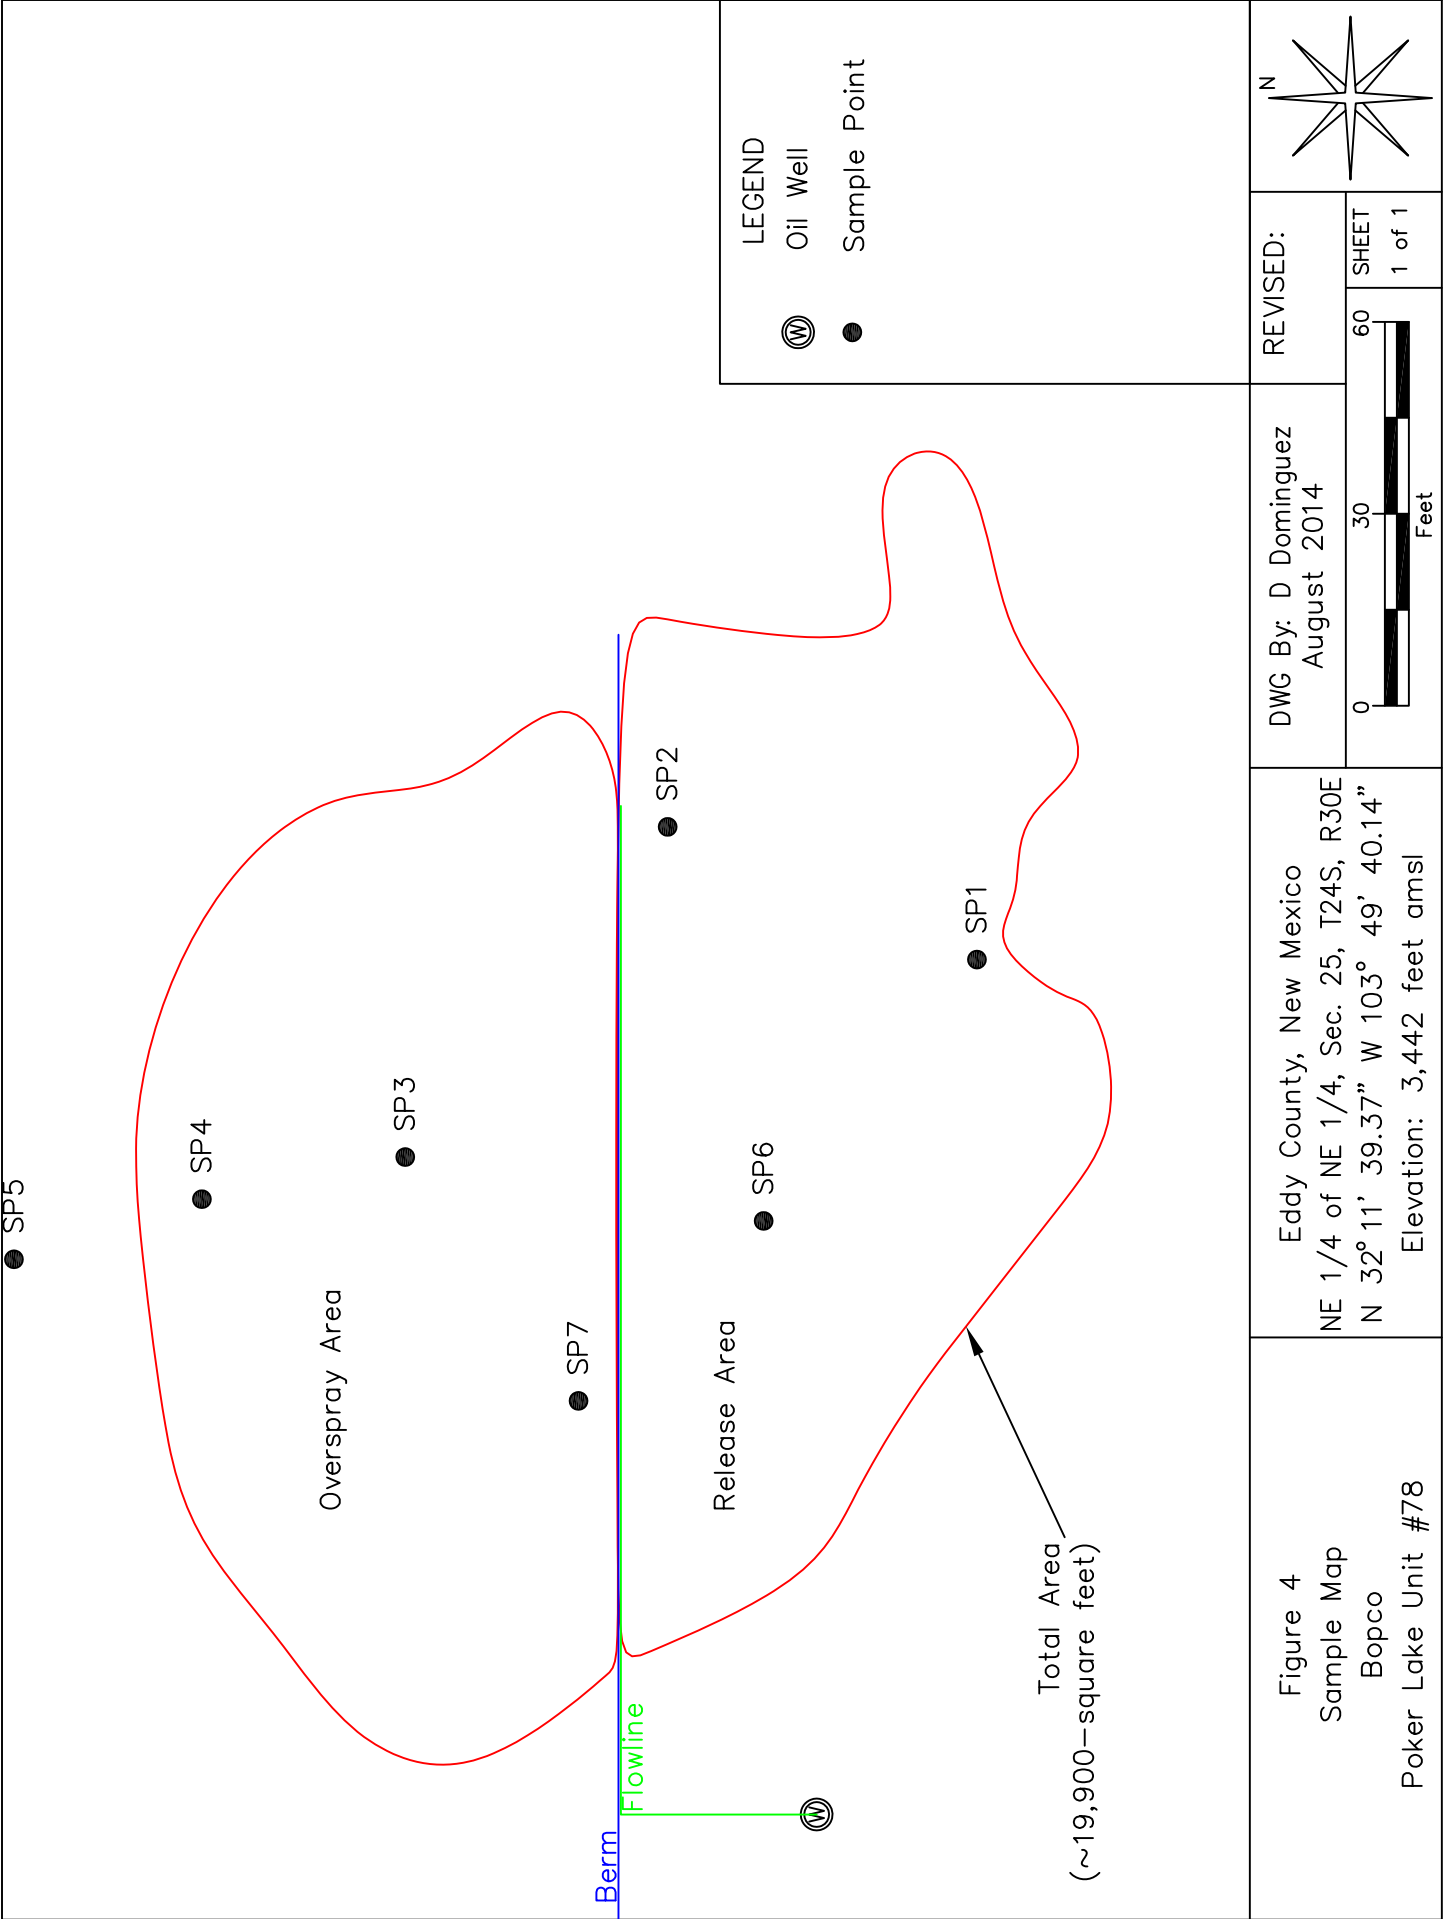 SP5
SP4
SP3
Overspray Area
SP7
Berm
Flowline
SP2
SP6
Release Area
SP1
W
Total Area
(~19,900-square feet)
LEGEND
W Oil Well
Sample Point
Figure 4
Sample Map
Bopco
Poker Lake Unit #78
Eddy County, New Mexico
NE 1/4 of NE 1/4, Sec. 25, T24S, R30E
N 32° 11' 39.37" W 103° 49' 40.14"
Elevation: 3,442 feet amsl
DWG By: D Dominguez
August 2014
REVISED:
0 30 60
Feet
SHEET
1 of 1
N